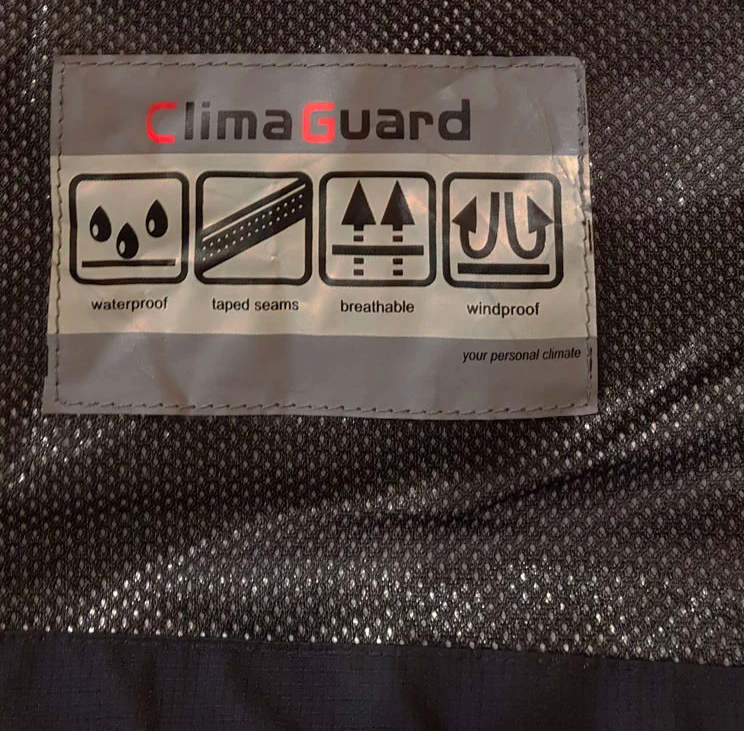 ClimaGuard
waterproof taped seams breathable windproof
your personal climate